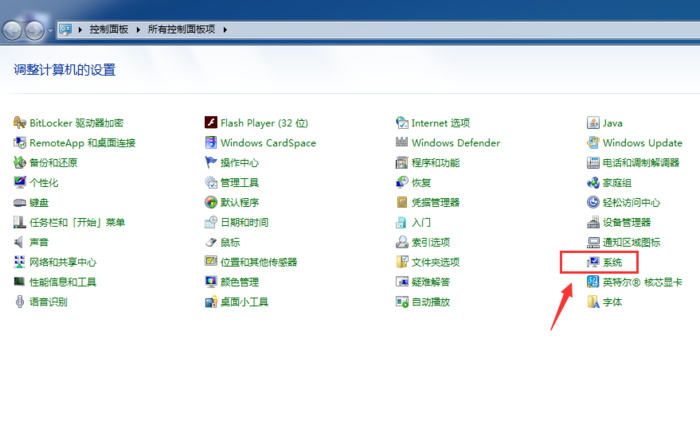 控制面板 ▸ 所有控制面板项 ▸
调整计算机的设置
BitLocker 驱动器加密 Flash Player (32 位) Internet 选项 Java
RemoteApp 和桌面连接 Windows CardSpace Windows Defender Windows Update
备份和还原 操作中心 程序和功能 电话和调制解调器
个性化 管理工具 恢复 家庭组
键盘 默认程序 凭据管理器 轻松访问中心
任务栏和「开始」菜单 日期和时间 入门 设备管理器
声音 鼠标 索引选项 通知区域图标
网络和共享中心 位置和其他传感器 文件夹选项 系统
性能信息和工具 颜色管理 疑难解答 英特尔® 核芯显卡
语音识别 桌面小工具 自动播放 字体